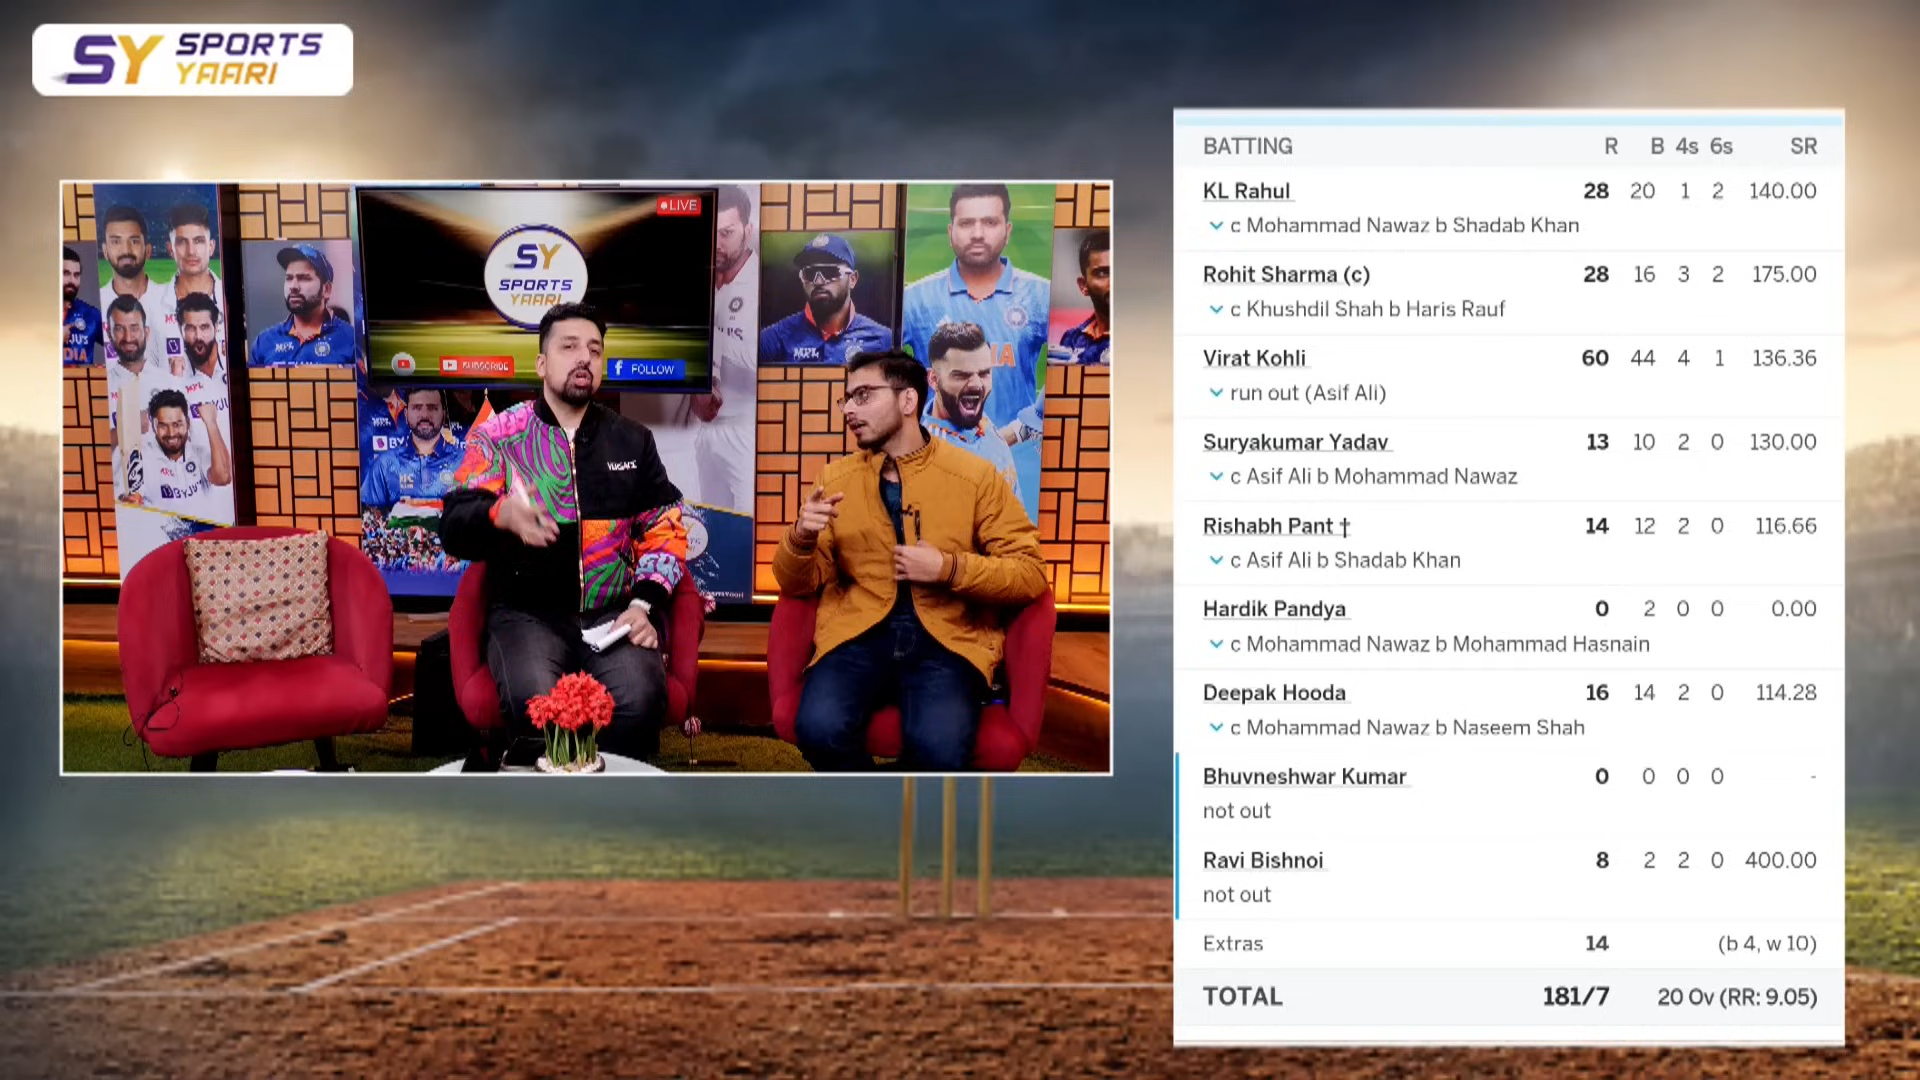 SY SPORTS
YAARI
LIVE
SY
SPORTS
YAARI
SUBSCRIBE
f FOLLOW
VERSACE
BATTING R B 4s 6s SR
KL Rahul 28 20 1 2 140.00
c Mohammad Nawaz b Shadab Khan
Rohit Sharma (c) 28 16 3 2 175.00
c Khushdil Shah b Haris Rauf
Virat Kohli 60 44 4 1 136.36
run out (Asif Ali)
Suryakumar Yadav 13 10 2 0 130.00
c Asif Ali b Mohammad Nawaz
Rishabh Pant † 14 12 2 0 116.66
c Asif Ali b Shadab Khan
Hardik Pandya 0 2 0 0 0.00
c Mohammad Nawaz b Mohammad Hasnain
Deepak Hooda 16 14 2 0 114.28
c Mohammad Nawaz b Naseem Shah
Bhuvneshwar Kumar 0 0 0 0 -
not out
Ravi Bishnoi 8 2 2 0 400.00
not out
Extras 14 (b 4, w 10)
TOTAL 181/7 20 Ov (RR: 9.05)